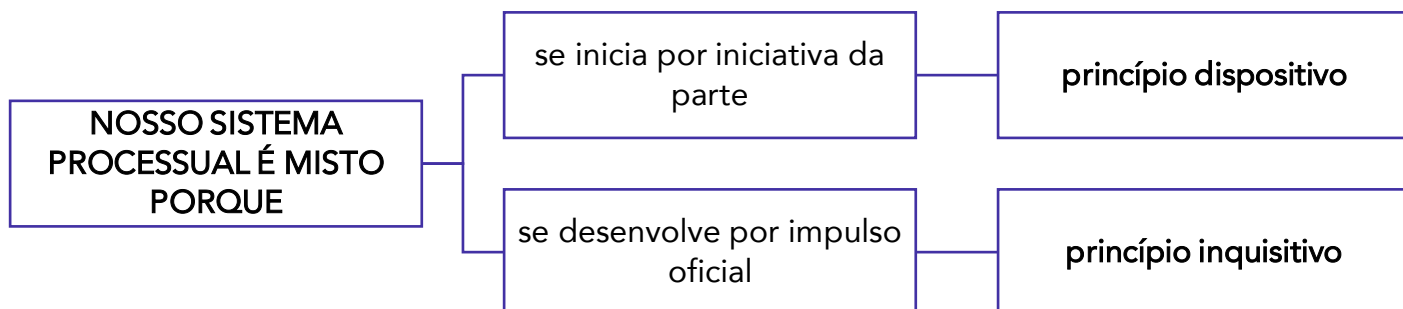 NOSSO SISTEMA
PROCESSUAL É MISTO
PORQUE
se inicia por iniciativa da
parte
princípio dispositivo
se desenvolve por impulso
oficial
princípio inquisitivo